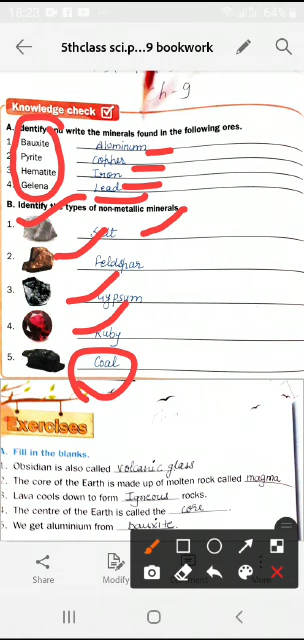 18:23
64%
5thclass sci.p...9 bookwork
h-9
Knowledge check
A. Identify and write the minerals found in the following ores.
1. Bauxite Aluminum
2. Pyrite Copher
3. Hematite Iron
4. Gelena Lead
B. Identify the types of non-metallic minerals
1. Salt
2. Feldspar
3. Gypsum
4. Ruby
5. Coal
Exercises
A. Fill in the blanks.
1. Obsidian is also called volcanic glass
2. The core of the Earth is made up of molten rock called magma
3. Lava cools down to form Igneous rocks.
4. The centre of the Earth is called the core.
5. We get aluminium from bauxite.
Share Modify More